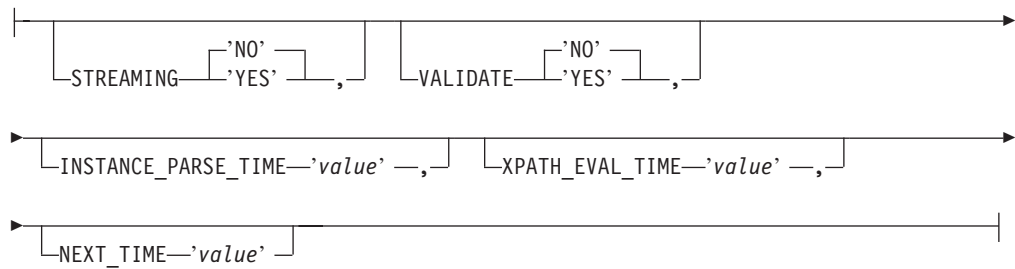 ’NO’ ’NO’
STREAMING ’YES’ , VALIDATE ’YES’ ,
INSTANCE_PARSE_TIME ’value’ , XPATH_EVAL_TIME ’value’ ,
NEXT_TIME ’value’